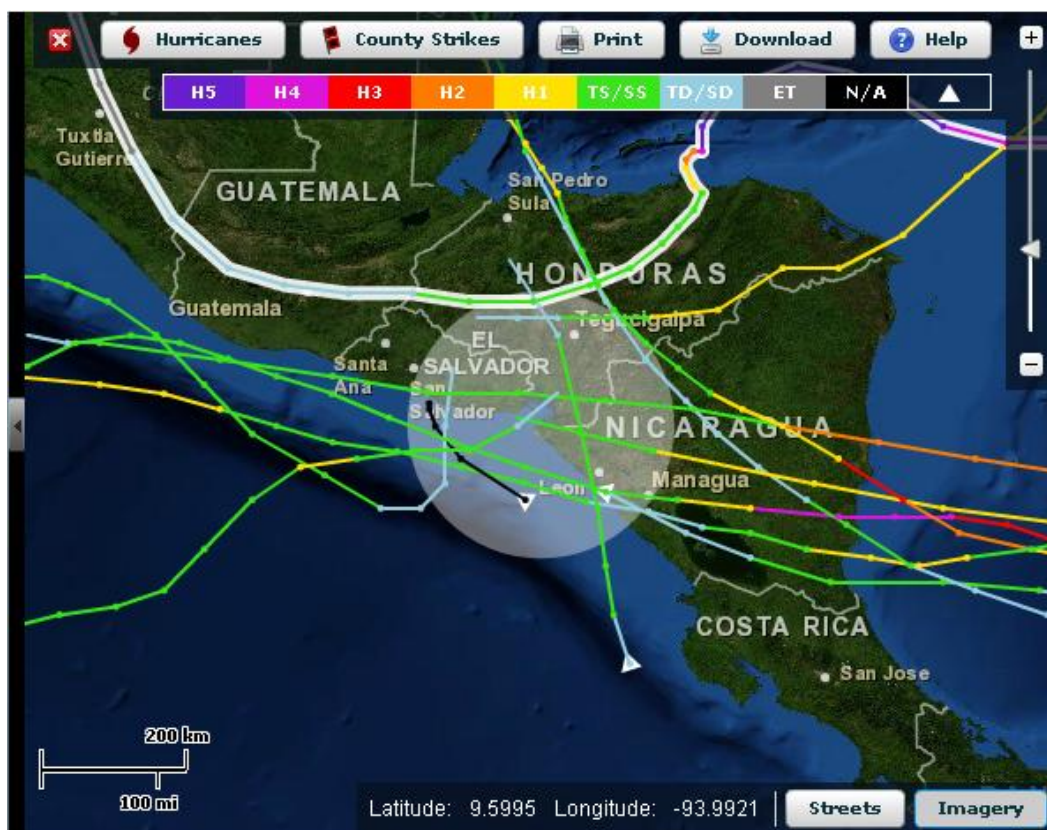 Hurricanes County Strikes Print Download Help +
H5 H4 H3 H2 H1 TS/SS TD/SD ET N/A
Tuxtla
Gutierre
GUATEMALA
San Pedro
Sula
HONDURAS
Guatemala
Tegucigalpa
EL
SALVADOR
Santa
Ana
San
Salvador
NICARAGUA
Leon
Managua
COSTA RICA
San Jose
200 km
100 mi
Latitude: 9.5995 Longitude: -93.9921 Streets Imagery